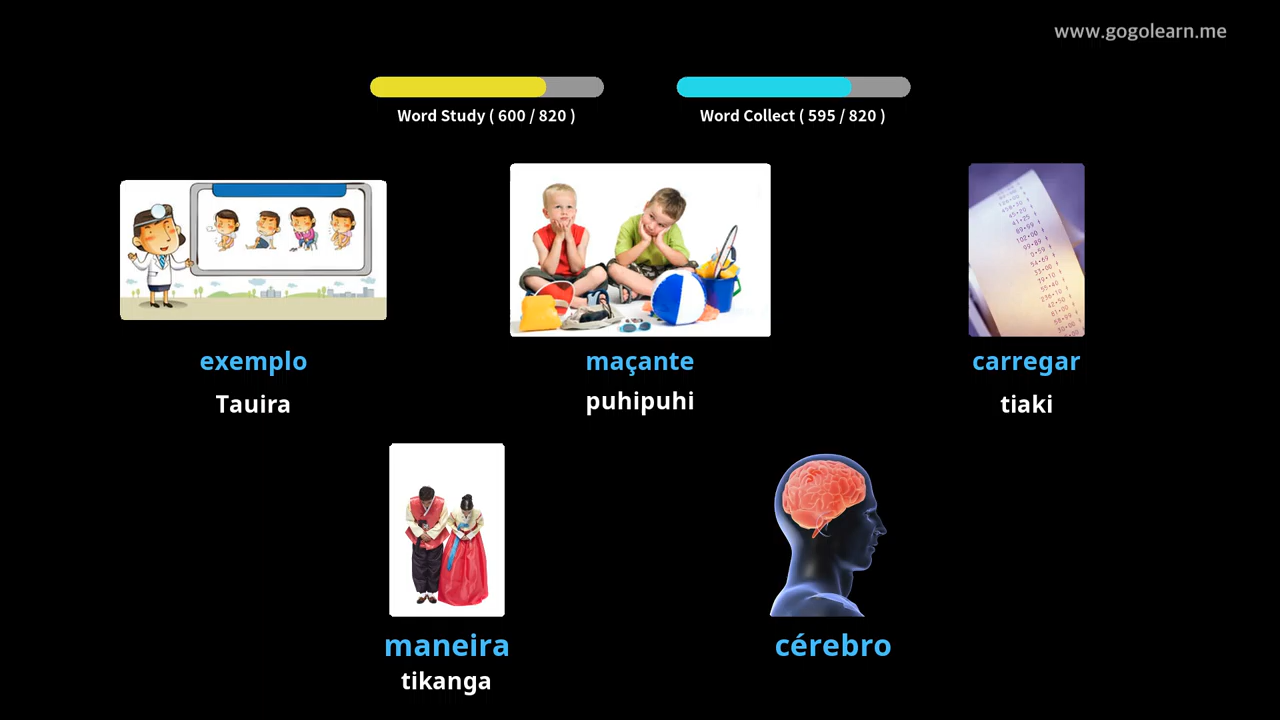 www.gogolearn.me
Word Study ( 600 / 820 )
Word Collect ( 595 / 820 )
exemplo
Tauira
maçante
puhipuhi
carregar
tiaki
maneira
tikanga
cérebro